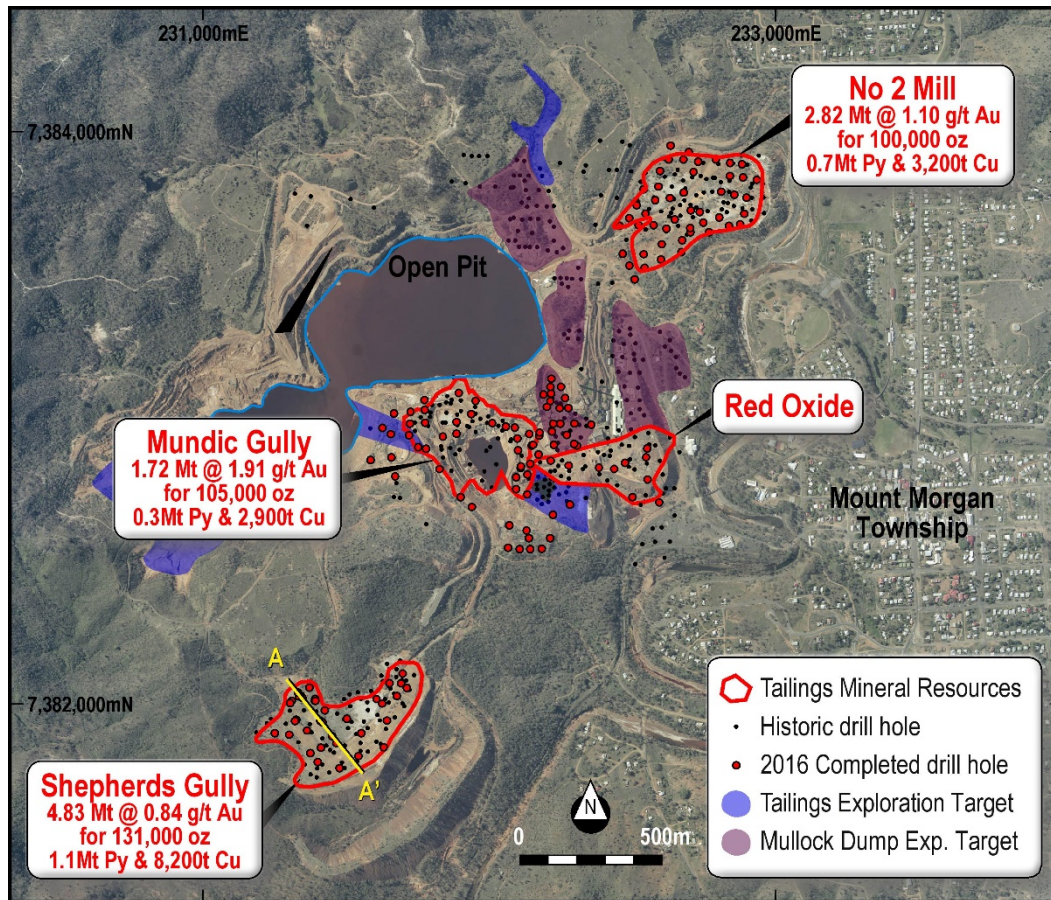 231,000mE
233,000mE
7,384,000mN
No 2 Mill
2.82 Mt @ 1.10 g/t Au
for 100,000 oz
0.7Mt Py & 3,200t Cu
Open Pit
Red Oxide
Mundic Gully
1.72 Mt @ 1.91 g/t Au
for 105,000 oz
0.3Mt Py & 2,900t Cu
Mount Morgan
Township
A
7,382,000mN
A'
Shepherds Gully
4.83 Mt @ 0.84 g/t Au
for 131,000 oz
1.1Mt Py & 8,200t Cu
N
0
500m
Tailings Mineral Resources
Historic drill hole
2016 Completed drill hole
Tailings Exploration Target
Mullock Dump Exp. Target